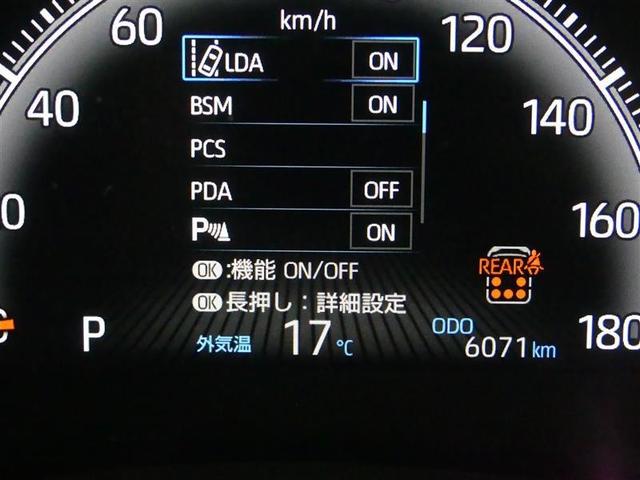 km/h
60
120
LDA ON
40
BSM ON
140
PCS
PDA OFF
160
P ON
OK:機能 ON/OFF
REAR
OK長押し:詳細設定
P
外気温 17℃
ODO
6071km
180